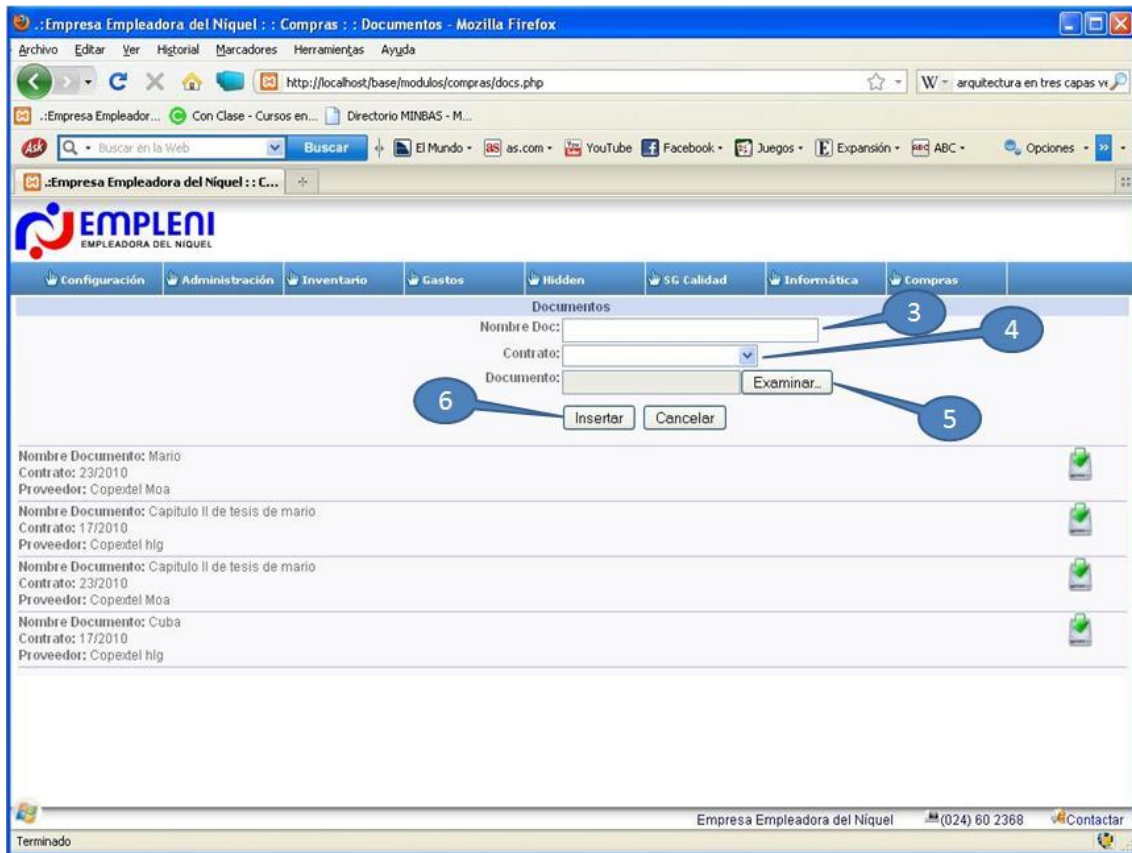 .:Empresa Empleadora del Níquel : : Compras : : Documentos - Mozilla Firefox
Archivo Editar Ver Historial Marcadores Herramientas Ayuda
http://localhost/base/modulos/compras/docs.php W arquitectura en tres capas ve
.:Empresa Empleador... Con Clase - Cursos en... Directorio MINBAS - M...
Ask Buscar en la Web Buscar El Mundo as as.com YouTube Facebook Juegos E Expansión ABC ABC Opciones »
.:Empresa Empleadora del Níquel : : C...
EMPLENI
EMPLEADORA DEL NIQUEL
Configuración Administración Inventario Gastos Hidden SG Calidad Informática Compras
Documentos
Nombre Doc: 3
Contrato: 4
Documento: Examinar... 5
6 Insertar Cancelar
Nombre Documento: Mario
Contrato: 23/2010
Proveedor: Copextel Moa
Nombre Documento: Capitulo II de tesis de mario
Contrato: 17/2010
Proveedor: Copextel hlg
Nombre Documento: Capitulo II de tesis de mario
Contrato: 23/2010
Proveedor: Copextel Moa
Nombre Documento: Cuba
Contrato: 17/2010
Proveedor: Copextel hlg
Empresa Empleadora del Níquel (024) 60 2368 Contactar
Terminado